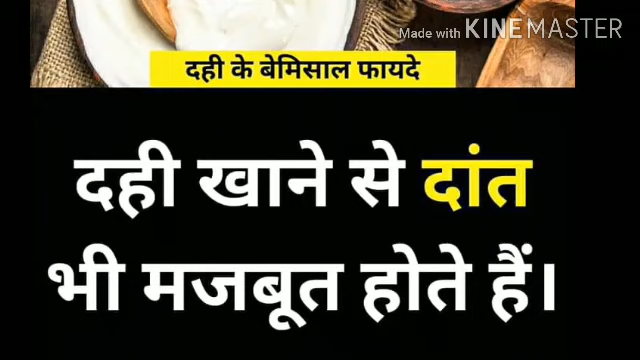 Made with KINEMASTER
दही के बेमिसाल फायदे
दही खाने से दांत
भी मजबूत होते हैं।